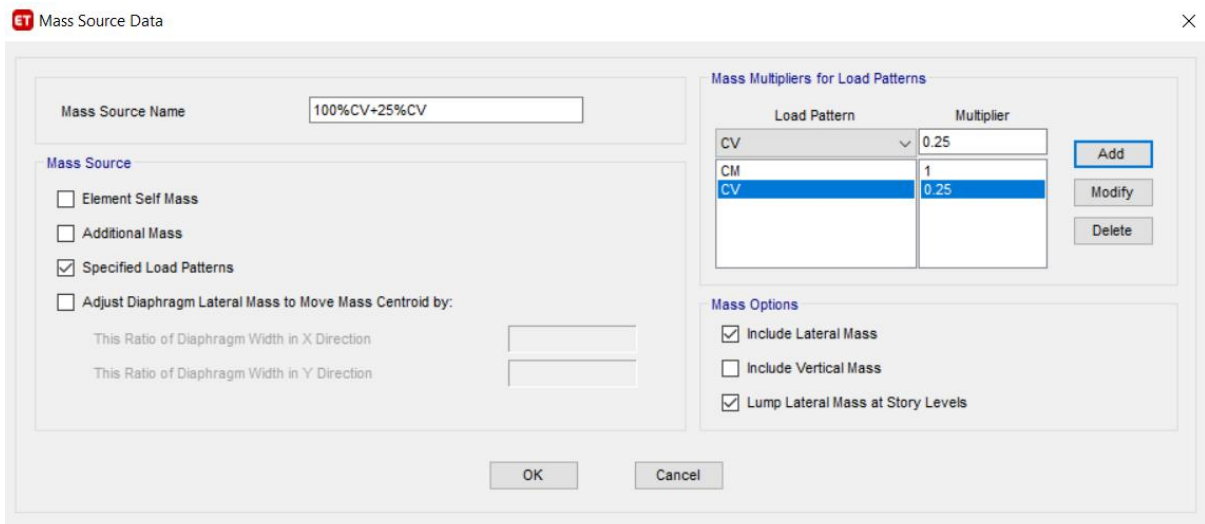 ET Mass Source Data
Mass Source Name 100%CV+25%CV
Mass Source
Element Self Mass
Additional Mass
Specified Load Patterns
Adjust Diaphragm Lateral Mass to Move Mass Centroid by:
This Ratio of Diaphragm Width in X Direction
This Ratio of Diaphragm Width in Y Direction
Mass Multipliers for Load Patterns
Load Pattern Multiplier
CV 0.25
CM 1
CV 0.25
Add
Modify
Delete
Mass Options
Include Lateral Mass
Include Vertical Mass
Lump Lateral Mass at Story Levels
OK Cancel